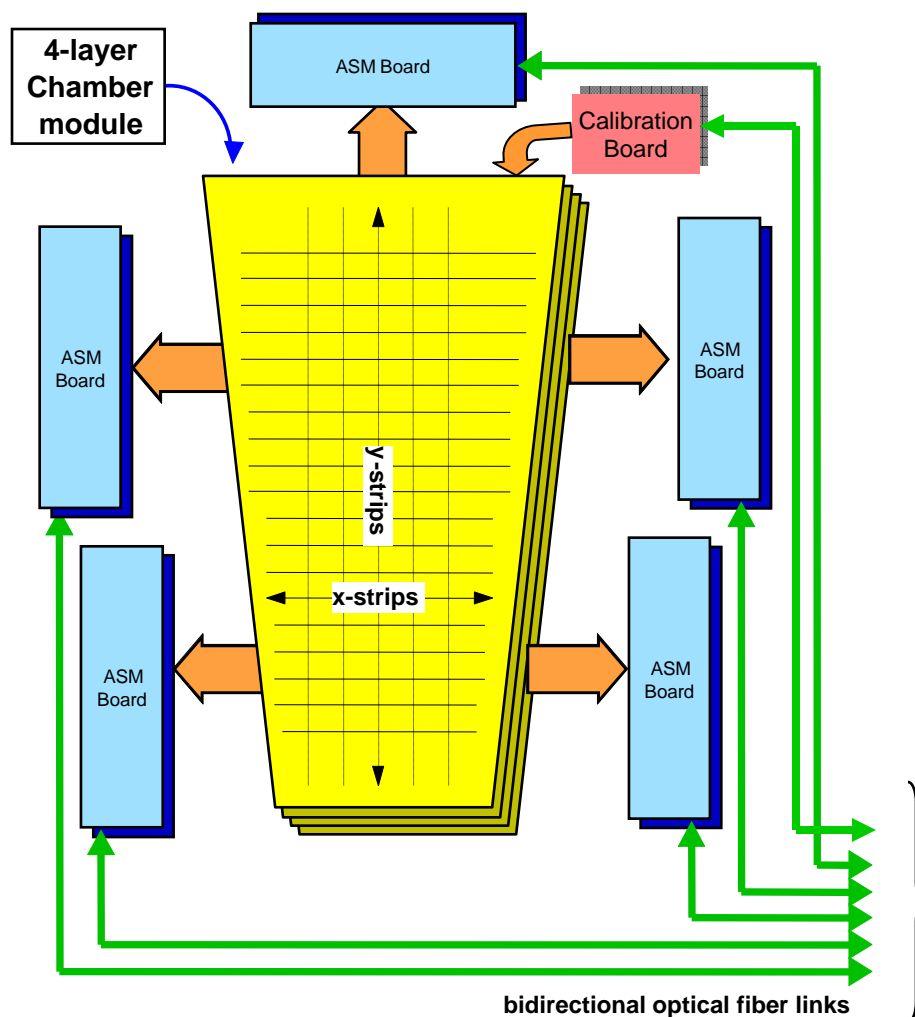 4-layer
Chamber
module
ASM Board
Calibration
Board
ASM
Board
ASM
Board
y-strips
x-strips
ASM
Board
ASM
Board
bidirectional optical fiber links